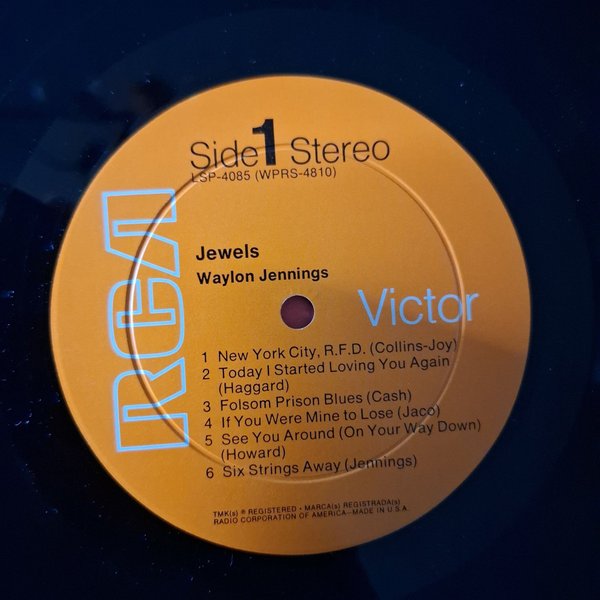 Side 1 Stereo
LSP-4085 (WPRS-4810)
RCA
Jewels
Waylon Jennings
Victor
1 New York City, R.F.D. (Collins-Joy)
2 Today I Started Loving You Again
(Haggard)
3 Folsom Prison Blues (Cash)
4 If You Were Mine to Lose (Jaco)
5 See You Around (On Your Way Down)
(Howard)
6 Six Strings Away (Jennings)
TMK(s) ® REGISTERED • MARCA(s) REGISTRADA(s)
RADIO CORPORATION OF AMERICA—MADE IN U.S.A.